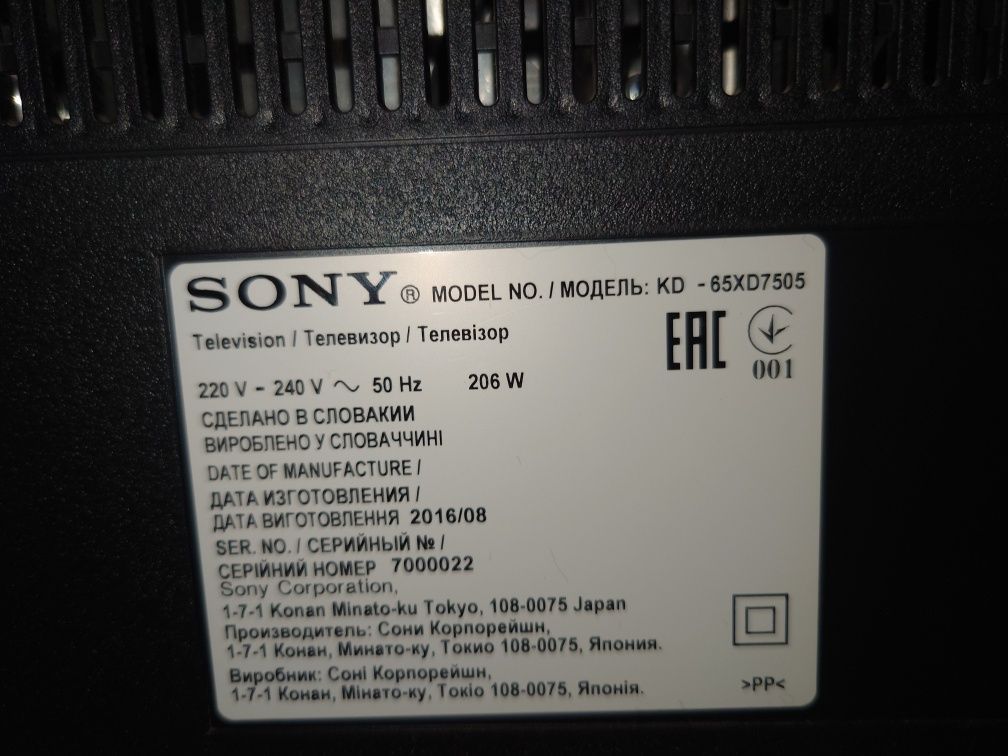 SONY® MODEL NO. / МОДЕЛЬ: KD -65XD7505
Television / Телевизор / Телевізор
EAC
001
220 V - 240 V ~ 50 Hz 206 W
СДЕЛАНО В СЛОВАКИИ
ВИРОБЛЕНО У СЛОВАЧЧИНІ
DATE OF MANUFACTURE /
ДАТА ИЗГОТОВЛЕНИЯ /
ДАТА ВИГОТОВЛЕННЯ 2016/08
SER. NO. / СЕРИЙНЫЙ № /
СЕРІЙНИЙ НОМЕР 7000022
Sony Corporation,
1-7-1 Konan Minato-ku Tokyo, 108-0075 Japan
Производитель: Сони Корпорейшн,
1-7-1 Конан, Минато-ку, Токио 108-0075, Япония.
Виробник: Соні Корпорейшн,
1-7-1 Конан, Мінато-ку, Токіо 108-0075, Японія.
>PP<